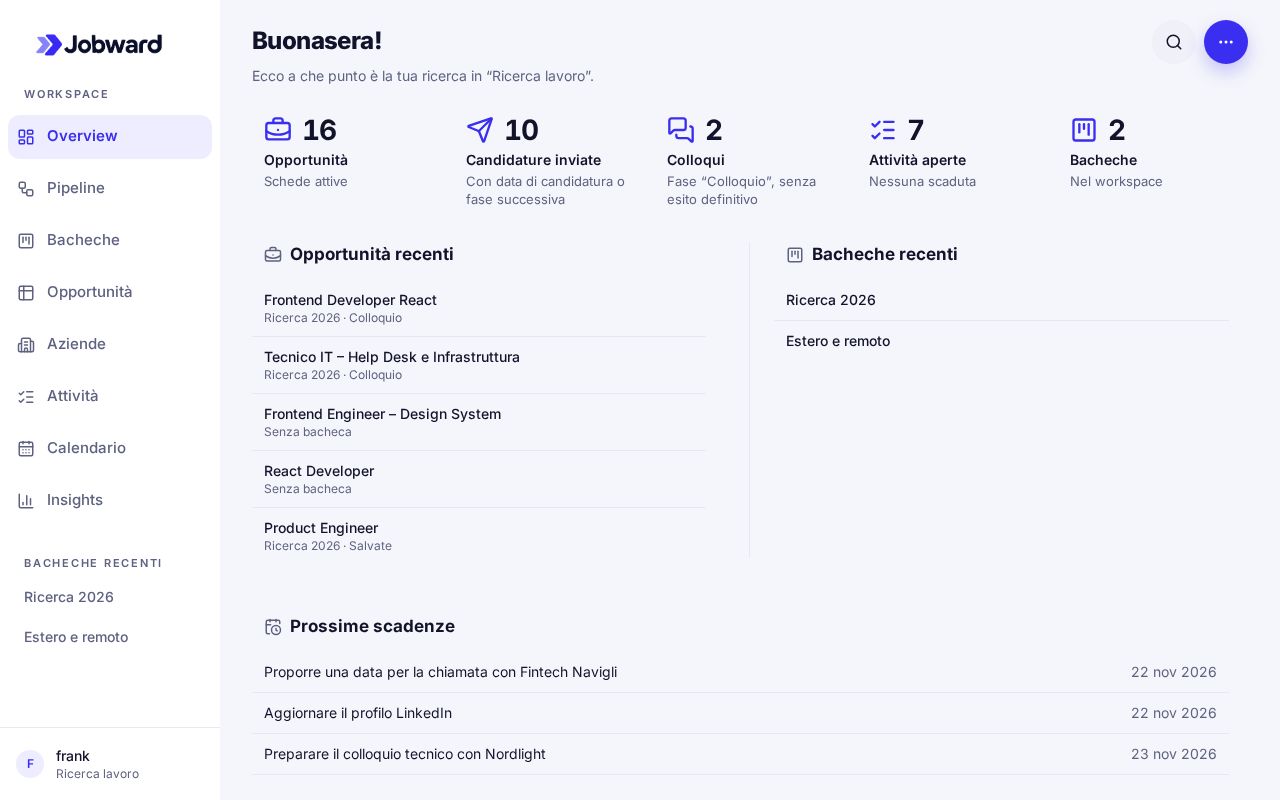 Jobward
WORKSPACE
Overview
Pipeline
Bacheche
Opportunità
Aziende
Attività
Calendario
Insights
BACHECHE RECENTI
Ricerca 2026
Estero e remoto
F
frank
Ricerca lavoro
Buonasera!
Ecco a che punto è la tua ricerca in “Ricerca lavoro”.
16
Opportunità
Schede attive
10
Candidature inviate
Con data di candidatura o
fase successiva
2
Colloqui
Fase “Colloquio”, senza
esito definitivo
7
Attività aperte
Nessuna scaduta
2
Bacheche
Nel workspace
Opportunità recenti
Frontend Developer React
Ricerca 2026 · Colloquio
Tecnico IT – Help Desk e Infrastruttura
Ricerca 2026 · Colloquio
Frontend Engineer – Design System
Senza bacheca
React Developer
Senza bacheca
Product Engineer
Ricerca 2026 · Salvate
Bacheche recenti
Ricerca 2026
Estero e remoto
Prossime scadenze
Proporre una data per la chiamata con Fintech Navigli 22 nov 2026
Aggiornare il profilo LinkedIn 22 nov 2026
Preparare il colloquio tecnico con Nordlight 23 nov 2026